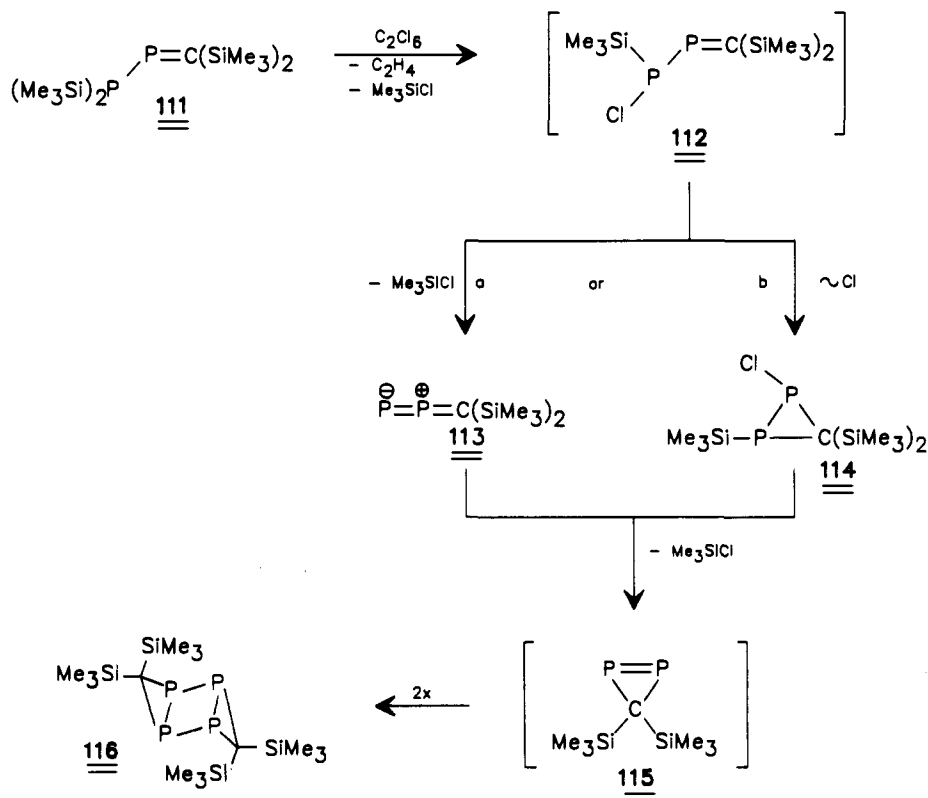 C2Cl6
P=C(SiMe3)2
- C2H4
(Me3Si)2P
- Me3SiCl
111
Me3Si
P=C(SiMe3)2
P
Cl
112
- Me3SiCl
a
or
b
~Cl
⊖ ⊕
P=P=C(SiMe3)2
113
Cl
P
Me3Si-P
C(SiMe3)2
114
- Me3SiCl
SiMe3
Me3Si
P
P
P
P
SiMe3
Me3Si
116
2x
P=P
C
Me3Si
SiMe3
115